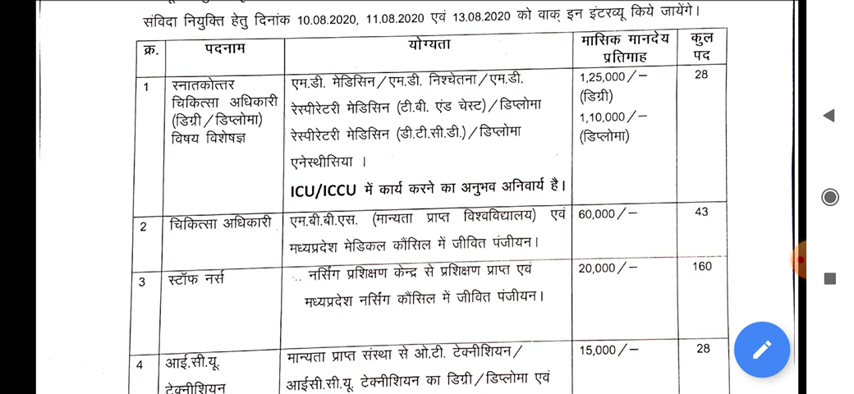 संविदा नियुक्ति हेतु दिनांक 10.08.2020, 11.08.2020 एवं 13.08.2020 को वाक् इन इंटरव्यू किये जायेंगे।
क्र. पदनाम योग्यता मासिक मानदेय प्रतिगाह कुल पद
1 स्नातकोत्तर चिकित्सा अधिकारी (डिग्री/डिप्लोमा) विषय विशेषज्ञ
एम.डी. मेडिसिन/एम.डी. निश्चेतना/एम.डी.
रेस्पीरेटरी मेडिसिन (टी.बी. एंड चेस्ट)/डिप्लोमा
रेस्पीरेटरी मेडिसिन (डी.टी.सी.डी.)/डिप्लोमा
एनेस्थीसिया ।
ICU/ICCU में कार्य करने का अनुभव अनिवार्य है।
1,25,000/–
(डिग्री)
1,10,000/–
(डिप्लोमा)
28
2 चिकित्सा अधिकारी
एम.बी.बी.एस. (मान्यता प्राप्त विश्वविद्यालय) एवं
मध्यप्रदेश मेडिकल कौंसिल में जीवित पंजीयन।
60,000/–
43
3 स्टॉफ नर्स
नर्सिंग प्रशिक्षण केन्द्र से प्रशिक्षण प्राप्त एवं
मध्यप्रदेश नर्सिंग कौंसिल में जीवित पंजीयन।
20,000/–
160
4 आई.सी.यू.
टेक्नीशियन
मान्यता प्राप्त संस्था से ओ.टी. टेक्नीशियन/
आई.सी.सी.यू. टेक्नीशियन का डिग्री/डिप्लोमा एवं
15,000/–
28